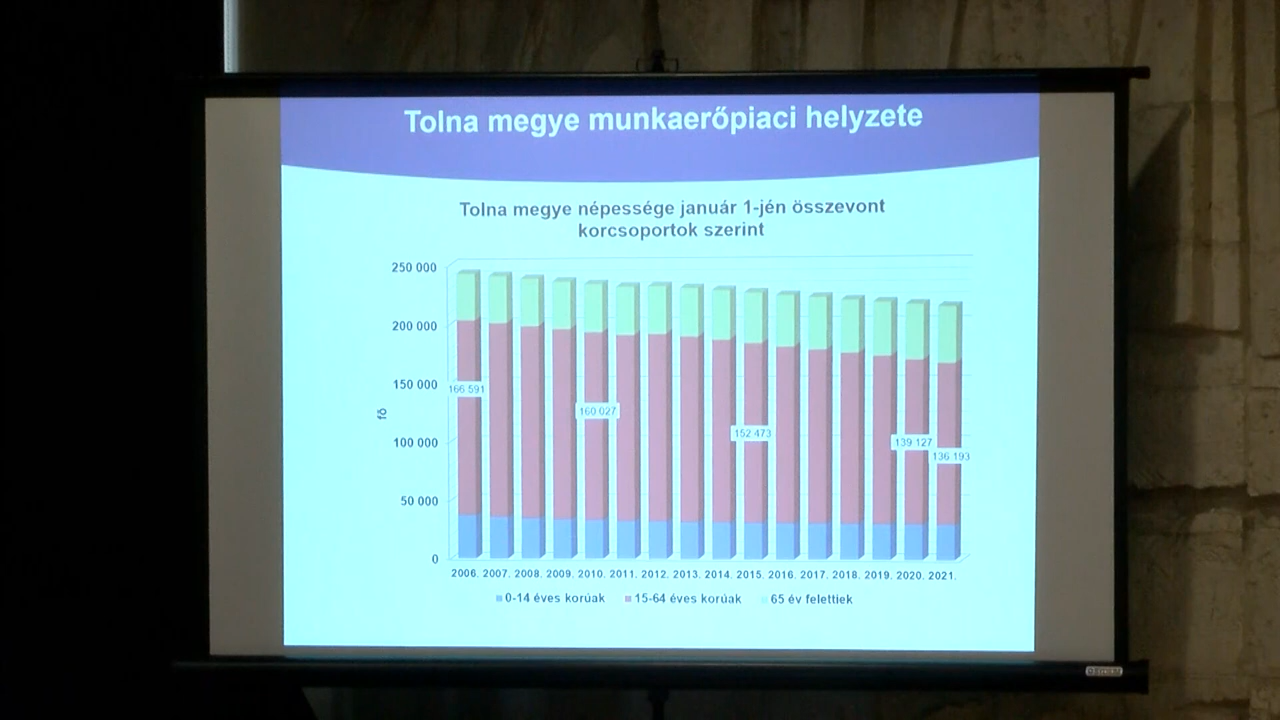 Tolna megye munkaerőpiaci helyzete
Tolna megye népessége január 1-jén összevont
korcsoportok szerint
250 000
200 000
150 000
100 000
50 000
0
fő
166 591
160 027
152 473
139 127
136 193
2006. 2007. 2008. 2009. 2010. 2011. 2012. 2013. 2014. 2015. 2016. 2017. 2018. 2019. 2020. 2021.
0-14 éves korúak 15-64 éves korúak 65 év felettiek